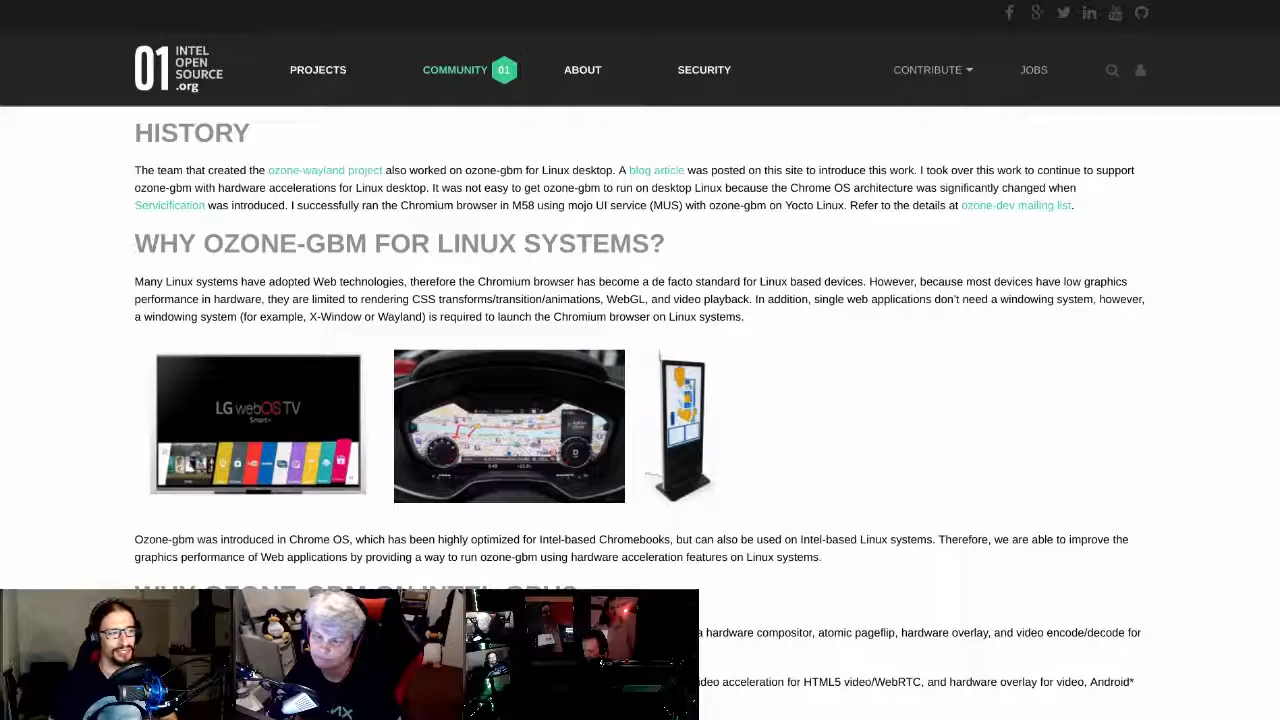 01 INTEL
OPEN
SOURCE
.org
PROJECTS
COMMUNITY 01
ABOUT
SECURITY
CONTRIBUTE
JOBS
HISTORY
The team that created the ozone-wayland project also worked on ozone-gbm for Linux desktop. A blog article was posted on this site to introduce this work. I took over this work to continue to support
ozone-gbm with hardware accelerations for Linux desktop. It was not easy to get ozone-gbm to run on desktop Linux because the Chrome OS architecture was significantly changed when
Servicification was introduced. I successfully ran the Chromium browser in M58 using mojo UI service (MUS) with ozone-gbm on Yocto Linux. Refer to the details at ozone-dev mailing list.
WHY OZONE-GBM FOR LINUX SYSTEMS?
Many Linux systems have adopted Web technologies, therefore the Chromium browser has become a de facto standard for Linux based devices. However, because most devices have low graphics
performance in hardware, they are limited to rendering CSS transforms/transition/animations, WebGL, and video playback. In addition, single web applications don't need a windowing system, however,
a windowing system (for example, X-Window or Wayland) is required to launch the Chromium browser on Linux systems.
LG webOS TV
Smart+
Ozone-gbm was introduced in Chrome OS, which has been highly optimized for Intel-based Chromebooks, but can also be used on Intel-based Linux systems. Therefore, we are able to improve the
graphics performance of Web applications by providing a way to run ozone-gbm using hardware acceleration features on Linux systems.
WHY OZONE-GBM ON INTEL GPUS?
a hardware compositor, atomic pageflip, hardware overlay, and video encode/decode for
deo acceleration for HTML5 video/WebRTC, and hardware overlay for video, Android*